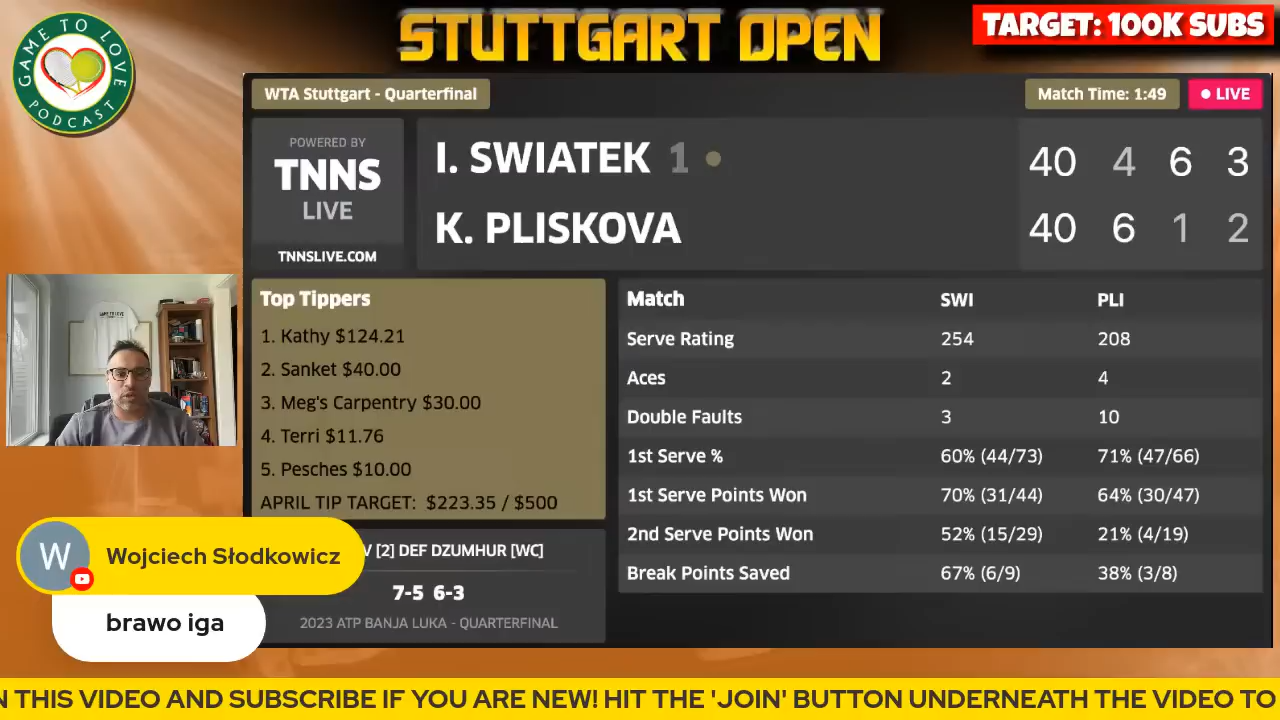 GAME TO LOVE
PODCAST
STUTTGART OPEN
TARGET: 100K SUBS
WTA Stuttgart - Quarterfinal
Match Time: 1:49
LIVE
POWERED BY
TNNS
LIVE
TNNSLIVE.COM
I. SWIATEK 1 40 4 6 3
K. PLISKOVA 40 6 1 2
Top Tippers
1. Kathy $124.21
2. Sanket $40.00
3. Meg's Carpentry $30.00
4. Terri $11.76
5. Pesches $10.00
APRIL TIP TARGET: $223.35 / $500
Match SWI PLI
Serve Rating 254 208
Aces 2 4
Double Faults 3 10
1st Serve % 60% (44/73) 71% (47/66)
1st Serve Points Won 70% (31/44) 64% (30/47)
2nd Serve Points Won 52% (15/29) 21% (4/19)
Break Points Saved 67% (6/9) 38% (3/8)
V [2] DEF DZUMHUR [WC]
7-5 6-3
2023 ATP BANJA LUKA - QUARTERFINAL
W Wojciech Słodkowicz
brawo iga
N THIS VIDEO AND SUBSCRIBE IF YOU ARE NEW! HIT THE 'JOIN' BUTTON UNDERNEATH THE VIDEO TO